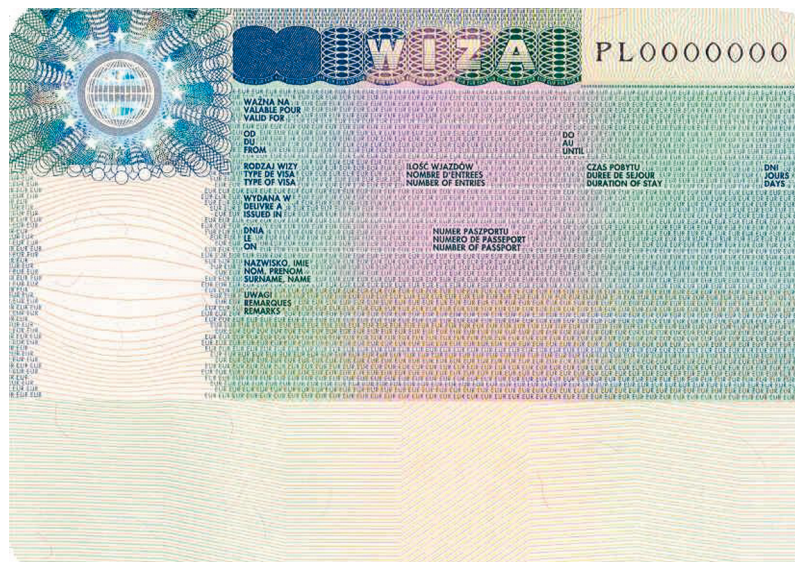 WIZA
PL0000000
WAŻNA NA
VALABLE POUR
VALID FOR
OD
DU
FROM
DO
AU
UNTIL
RODZAJ WIZY
TYPE DE VISA
TYPE OF VISA
ILOŚĆ WJAZDÓW
NOMBRE D'ENTREES
NUMBER OF ENTRIES
CZAS POBYTU
DUREE DE SEJOUR
DURATION OF STAY
DNI
JOURS
DAYS
WYDANA W
DELIVRE A
ISSUED IN
DNIA
LE
ON
NUMER PASZPORTU
NUMERO DE PASSEPORT
NUMBER OF PASSPORT
NAZWISKO, IMIĘ
NOM, PRENOM
SURNAME, NAME
UWAGI
REMARQUES
REMARKS